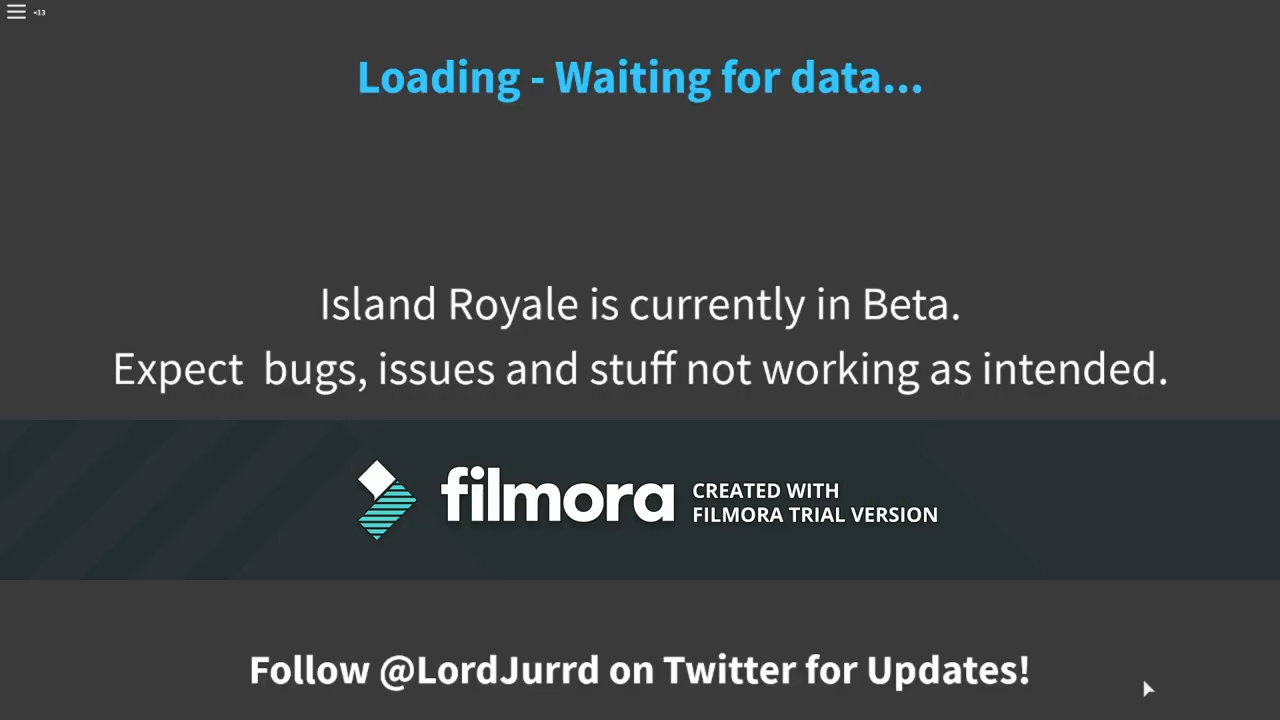 <13
Loading - Waiting for data...
Island Royale is currently in Beta.
Expect  bugs, issues and stuff not working as intended.
filmora
CREATED WITH
FILMORA TRIAL VERSION
Follow @LordJurrd on Twitter for Updates!